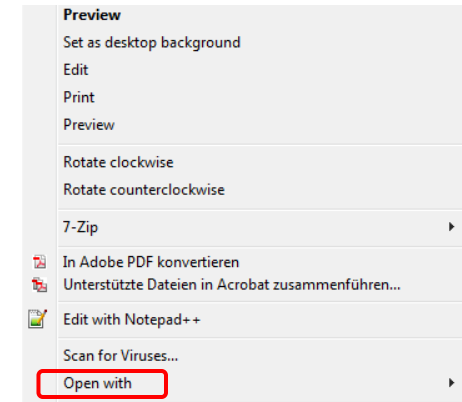 Preview
Set as desktop background
Edit
Print
Preview
Rotate clockwise
Rotate counterclockwise
7-Zip
In Adobe PDF konvertieren
Unterstützte Dateien in Acrobat zusammenführen...
Edit with Notepad++
Scan for Viruses...
Open with